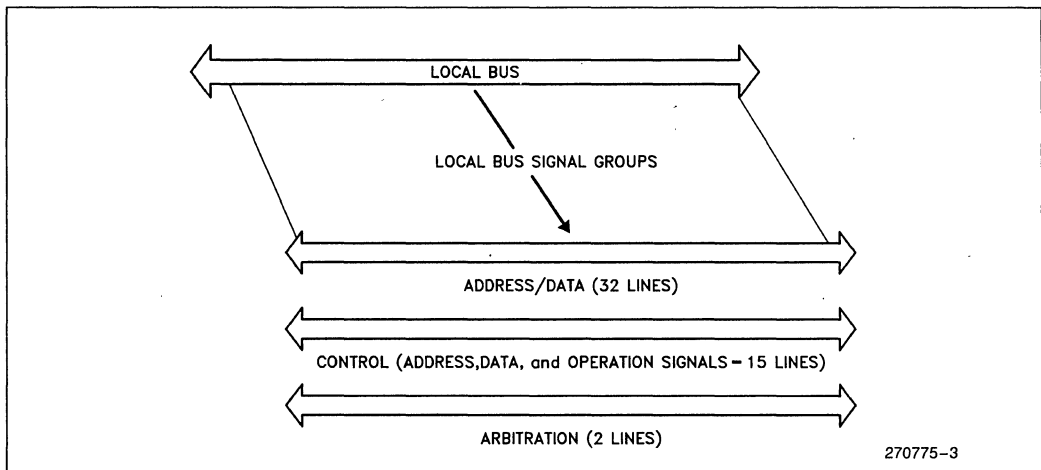 LOCAL BUS
LOCAL BUS SIGNAL GROUPS
ADDRESS/DATA (32 LINES)
CONTROL (ADDRESS,DATA, and OPERATION SIGNALS – 15 LINES)
ARBITRATION (2 LINES)
270775–3